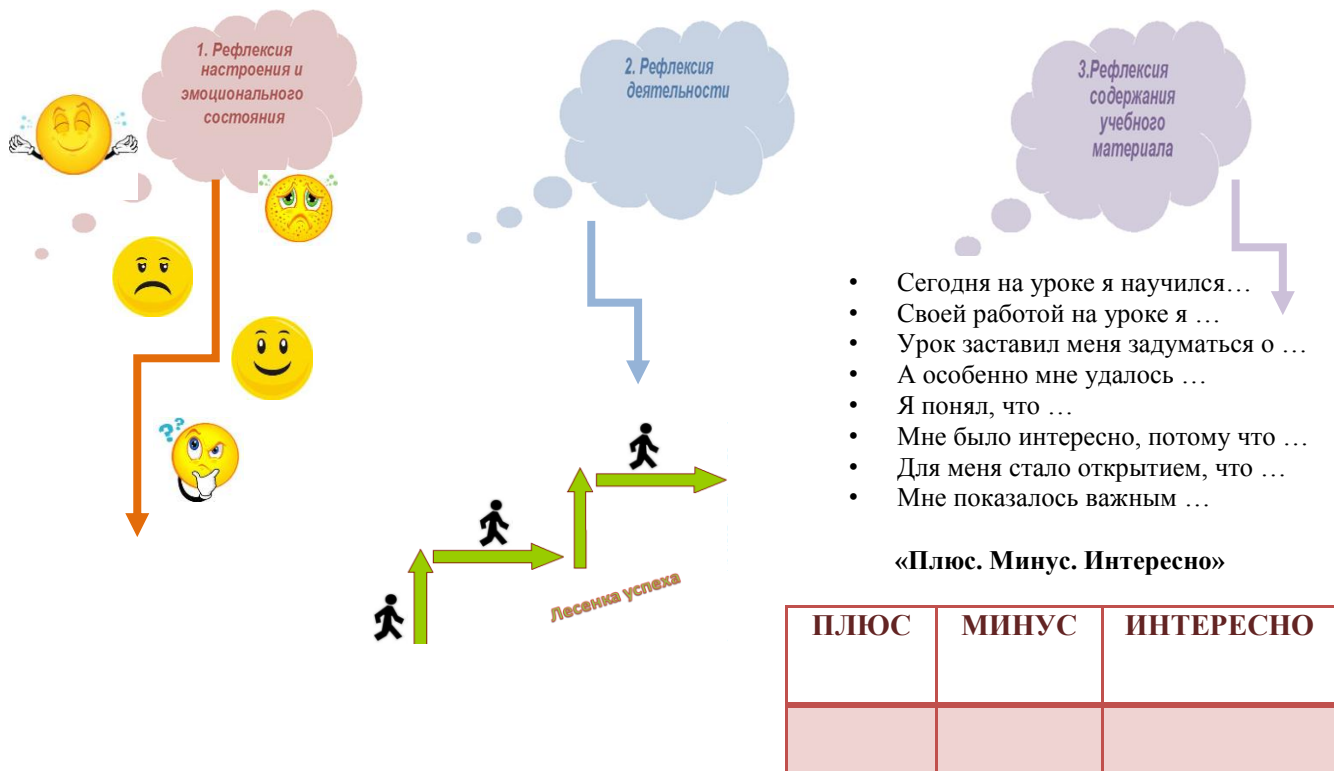 1. Рефлексия
настроения и
эмоционального
состояния
2. Рефлексия
деятельности
3.Рефлексия
содержания
учебного
материала
• Сегодня на уроке я научился…
• Своей работой на уроке я …
• Урок заставил меня задуматься о …
• А особенно мне удалось …
• Я понял, что …
• Мне было интересно, потому что …
• Для меня стало открытием, что …
• Мне показалось важным …
«Плюс. Минус. Интересно»
ПЛЮС МИНУС ИНТЕРЕСНО
???
Лесенка успеха